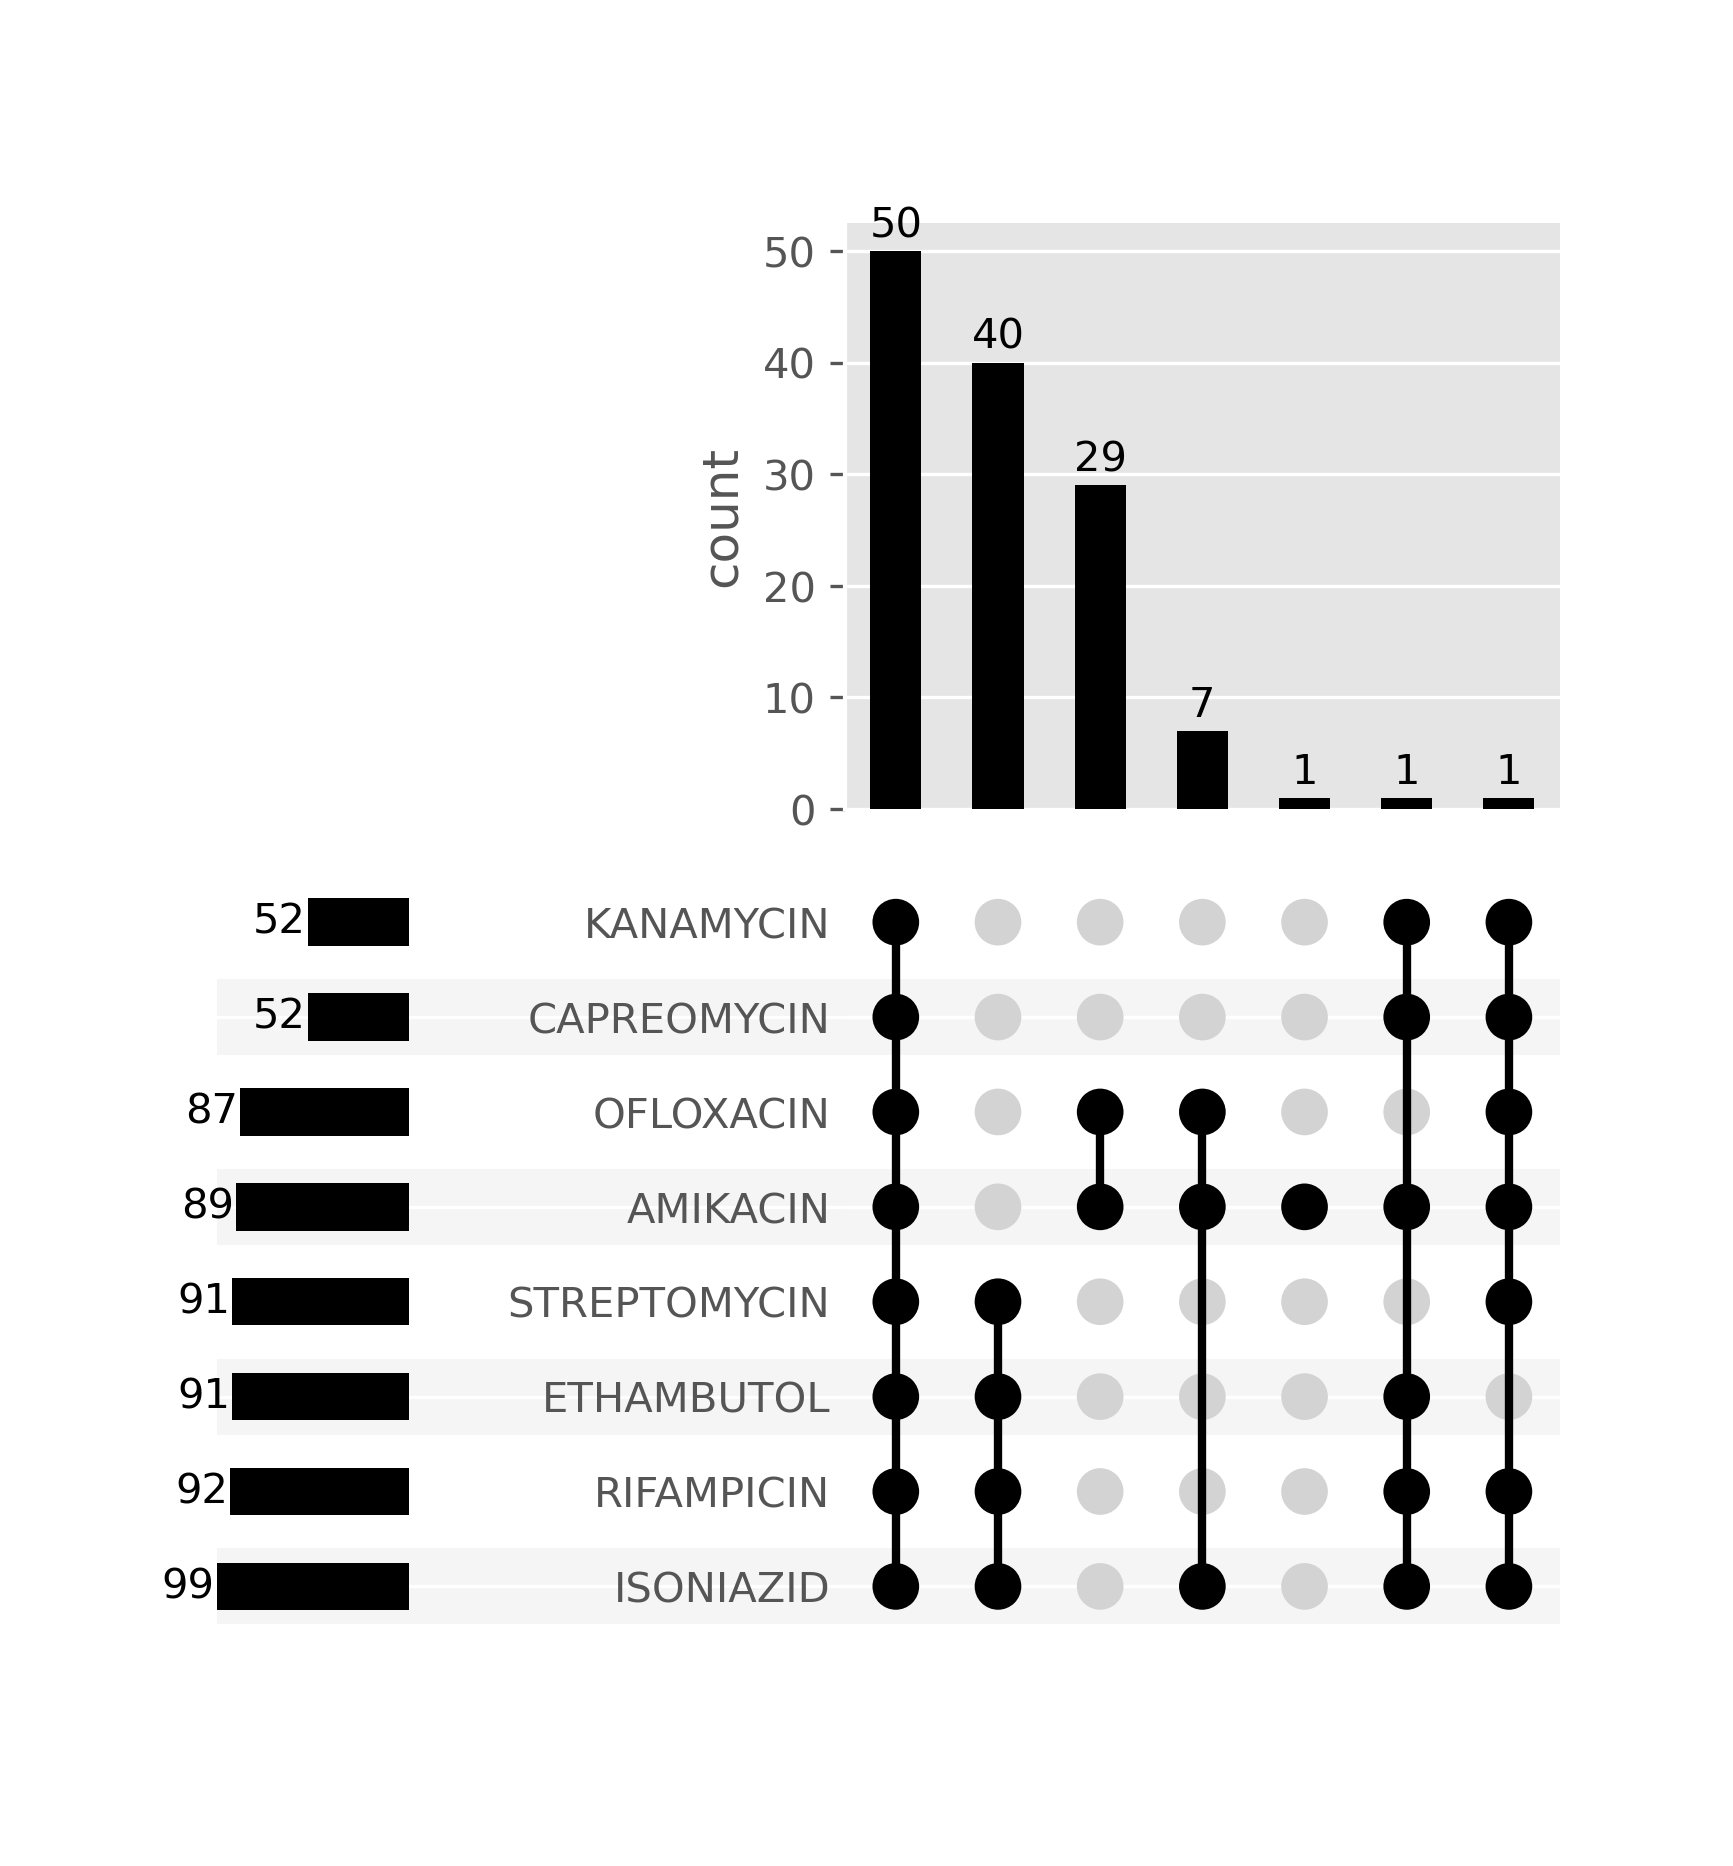 50
50
40
40
29
30
count
20
10
7
1 1 1
0
52 KANAMYCIN
52 CAPREOMYCIN
87 OFLOXACIN
89 AMIKACIN
91 STREPTOMYCIN
91 ETHAMBUTOL
92 RIFAMPICIN
99 ISONIAZID